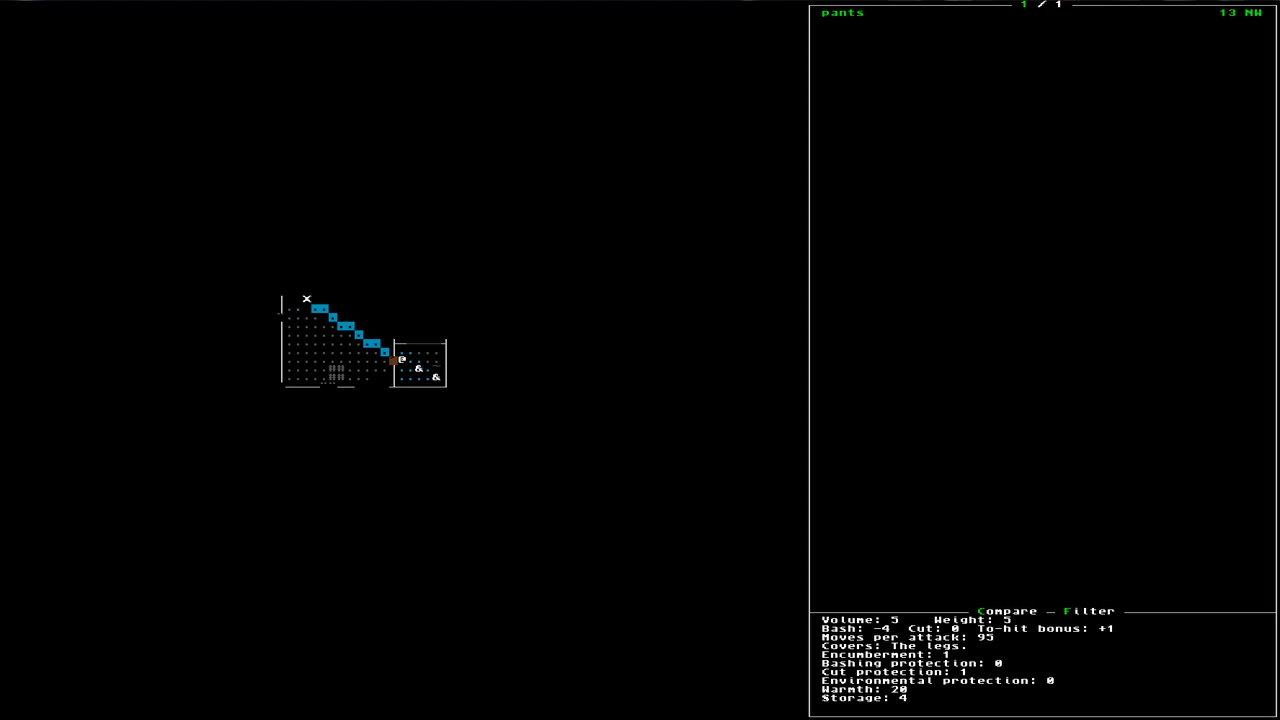 1 / 1
pants 13 NW
Compare — Filter
Volume: 5 Weight: 5
Bash: -4 Cut: 0 To-hit bonus: +1
Moves per attack: 95
Covers: The legs.
Encumberment: 1
Bashing protection: 0
Cut protection: 1
Environmental protection: 0
Warmth: 20
Storage: 4